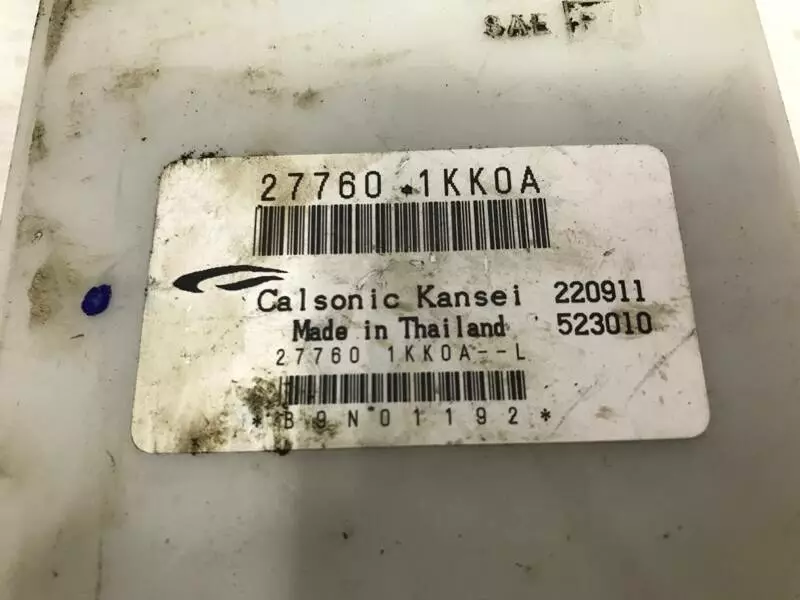 SAE
27760 1KK0A
Calsonic Kansei 220911
Made in Thailand 523010
27760 1KK0A--L
*B9N01192*